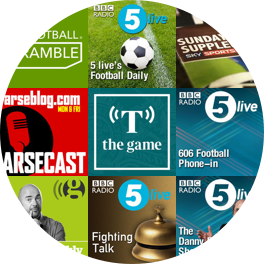 FOOTBALL
RAMBLE
BBC RADIO
5 live
5 live's
Football Daily
SUNDAY
SUPPLEM
SKY SPORTS
arseblog.com
MON & FRI
ARSECAST
T
the game
BBC RADIO
5 live
606 Football
Phone-in
g
BBC RADIO
5 live
Fighting
Talk
BBC RADIO
5
The
Danny